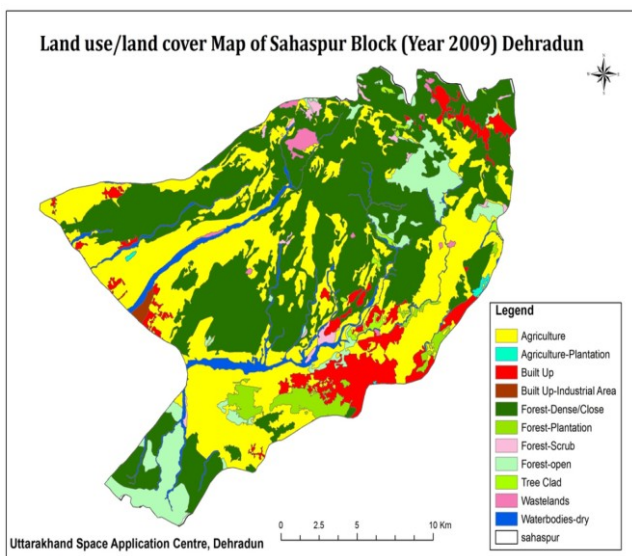 Land use/land cover Map of Sahaspur Block (Year 2009) Dehradun
Legend
Agriculture
Agriculture-Plantation
Built Up
Built Up-Industrial Area
Forest-Dense/Close
Forest-Plantation
Forest-Scrub
Forest-open
Tree Clad
Wastelands
Waterbodies-dry
sahaspur
0 2.5 5 10 Km
Uttarakhand Space Application Centre, Dehradun